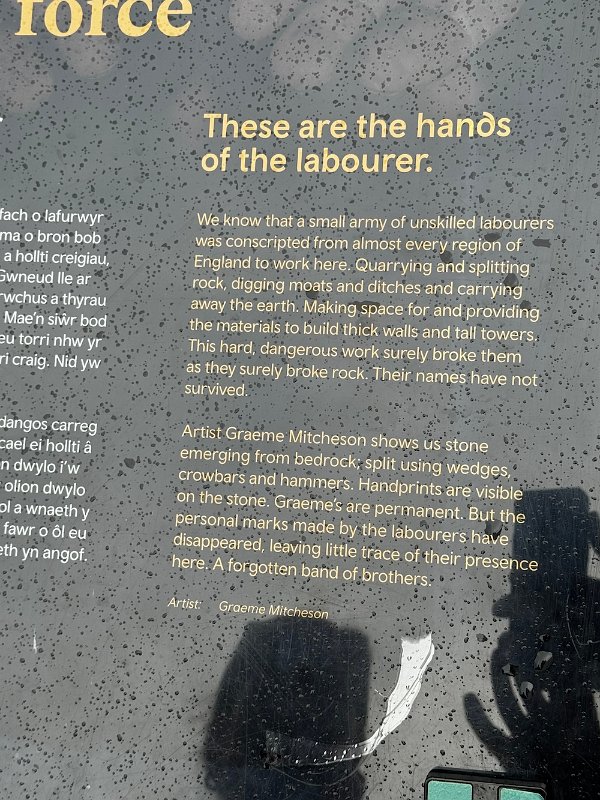 force
These are the hands
of the labourer.
fach o lafurwyr
ma o bron bob
a hollti creigiau,
Gwneud lle ar
rwchus a thyrau
Mae'n siŵr bod
eu torri nhw yr
ri craig. Nid yw
dangos carreg
cael ei hollti â
n dwylo i'w
olion dwylo
ol a wnaeth y
fawr o ôl eu
eth yn angof.
We know that a small army of unskilled labourers
was conscripted from almost every region of
England to work here. Quarrying and splitting
rock, digging moats and ditches and carrying
away the earth. Making space for and providing
the materials to build thick walls and tall towers.
This hard, dangerous work surely broke them
as they surely broke rock. Their names have not
survived.
Artist Graeme Mitcheson shows us stone
emerging from bedrock; split using wedges,
crowbars and hammers. Handprints are visible
on the stone. Graeme's are permanent. But the
personal marks made by the labourers have
disappeared, leaving little trace of their presence
here. A forgotten band of brothers.
Artist: Graeme Mitcheson